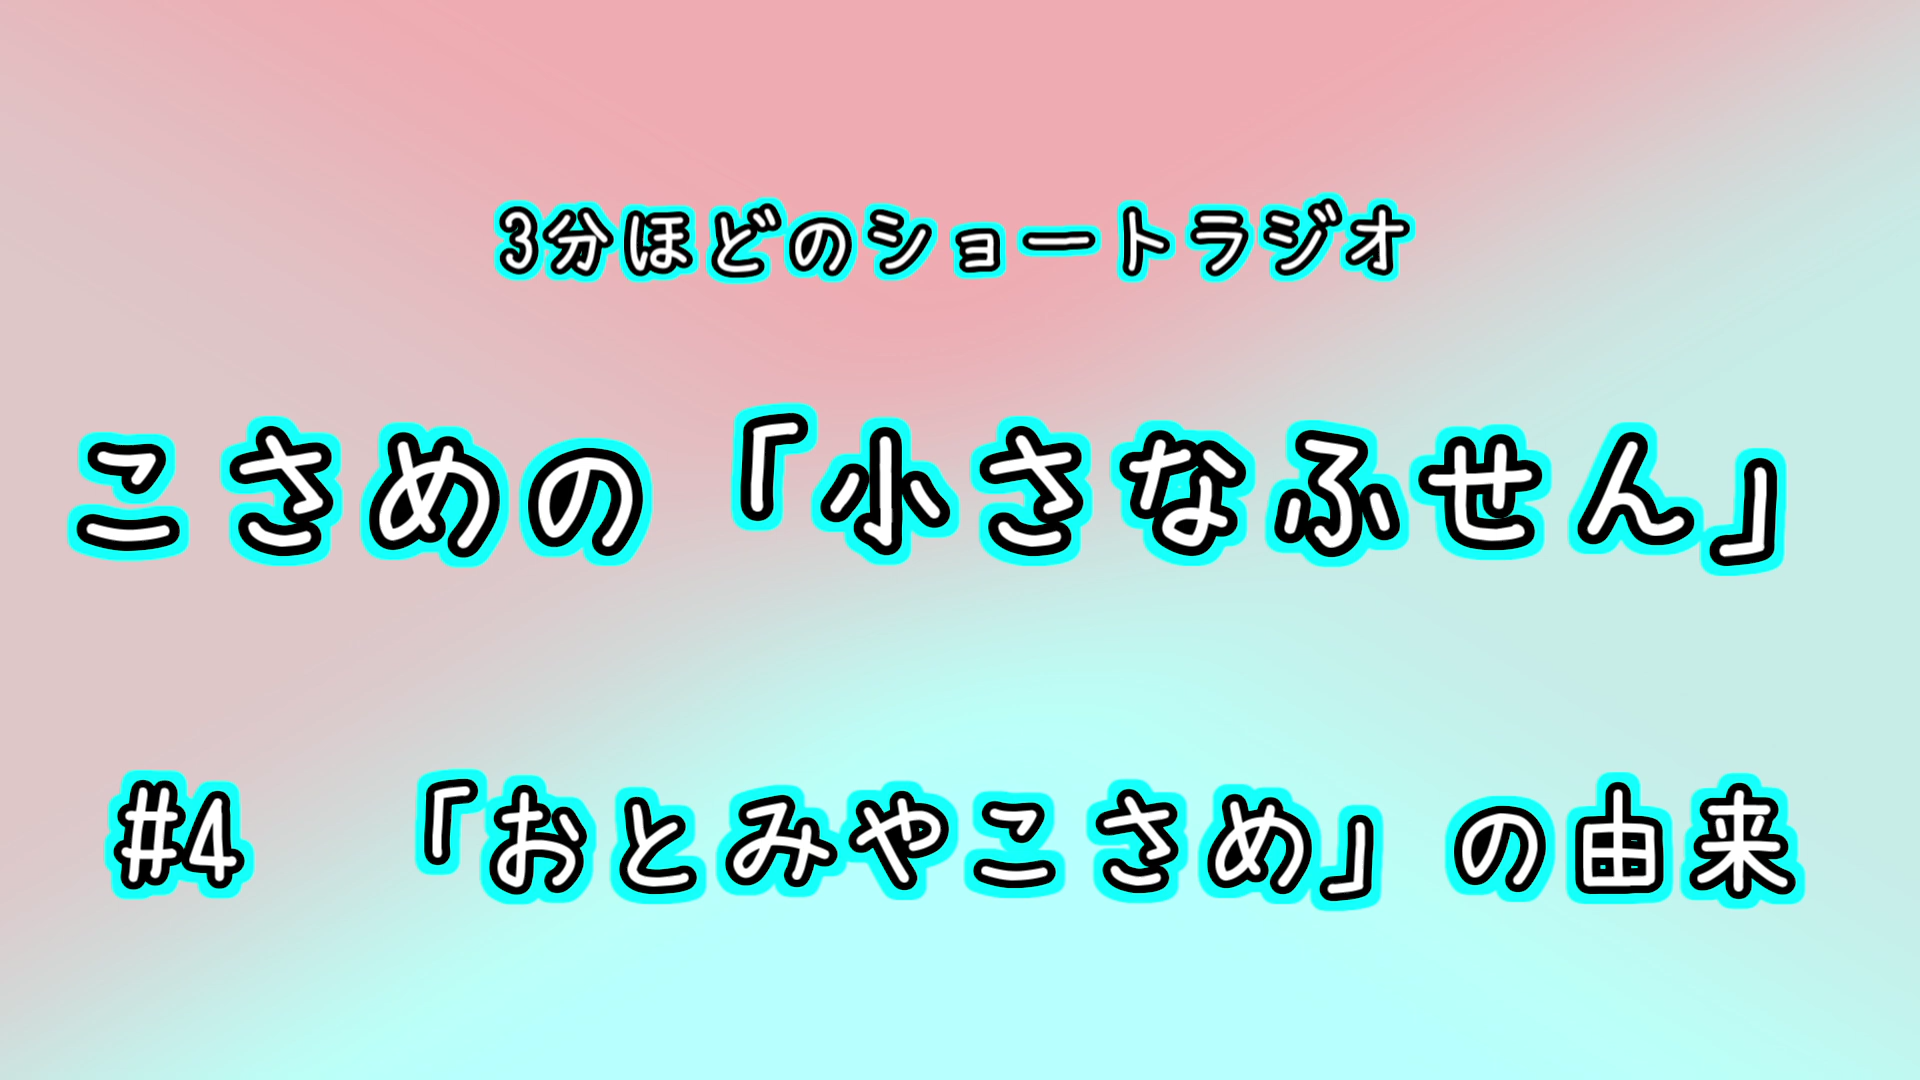 3分ほどのショートラジオ
こさめの「小さなふせん」
#4 「おとみやこさめ」の由来